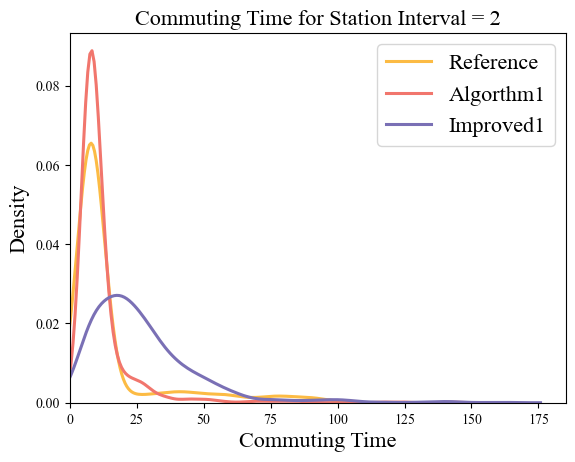 Commuting Time for Station Interval = 2
Reference
Algorthm1
Improved1
Density
0.08
0.06
0.04
0.02
0.00
0
25
50
75
100
125
150
175
Commuting Time